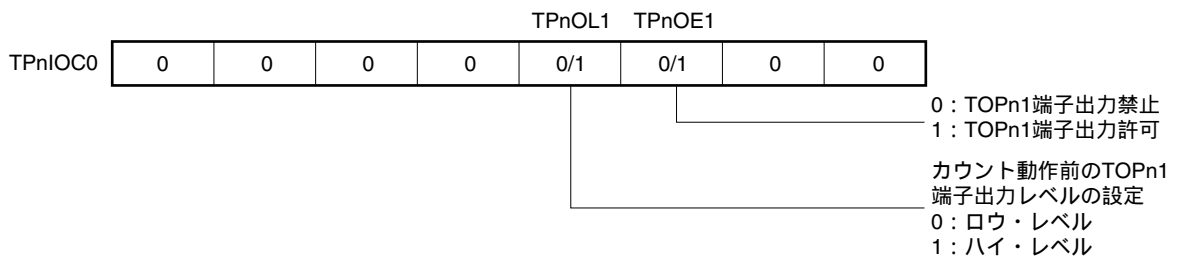 TPnOL1 TPnOE1
TPnIOC0 0 0 0 0 0/1 0/1 0 0
0：TOPn1端子出力禁止
1：TOPn1端子出力許可
カウント動作前のTOPn1
端子出力レベルの設定
0：ロウ・レベル
1：ハイ・レベル